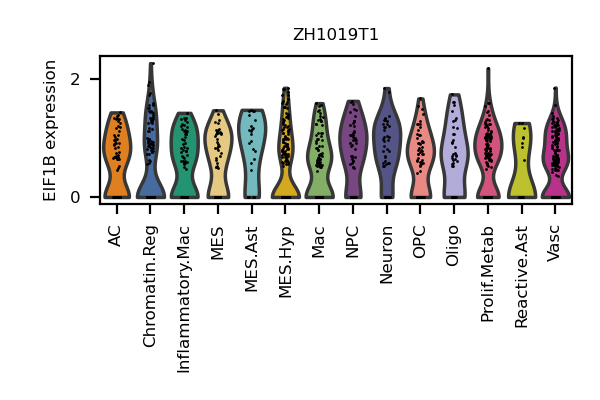 ZH1019T1
EIF1B expression
2
0
AC
Chromatin.Reg
Inflammatory.Mac
MES
MES.Ast
MES.Hyp
Mac
NPC
Neuron
OPC
Oligo
Prolif.Metab
Reactive.Ast
Vasc